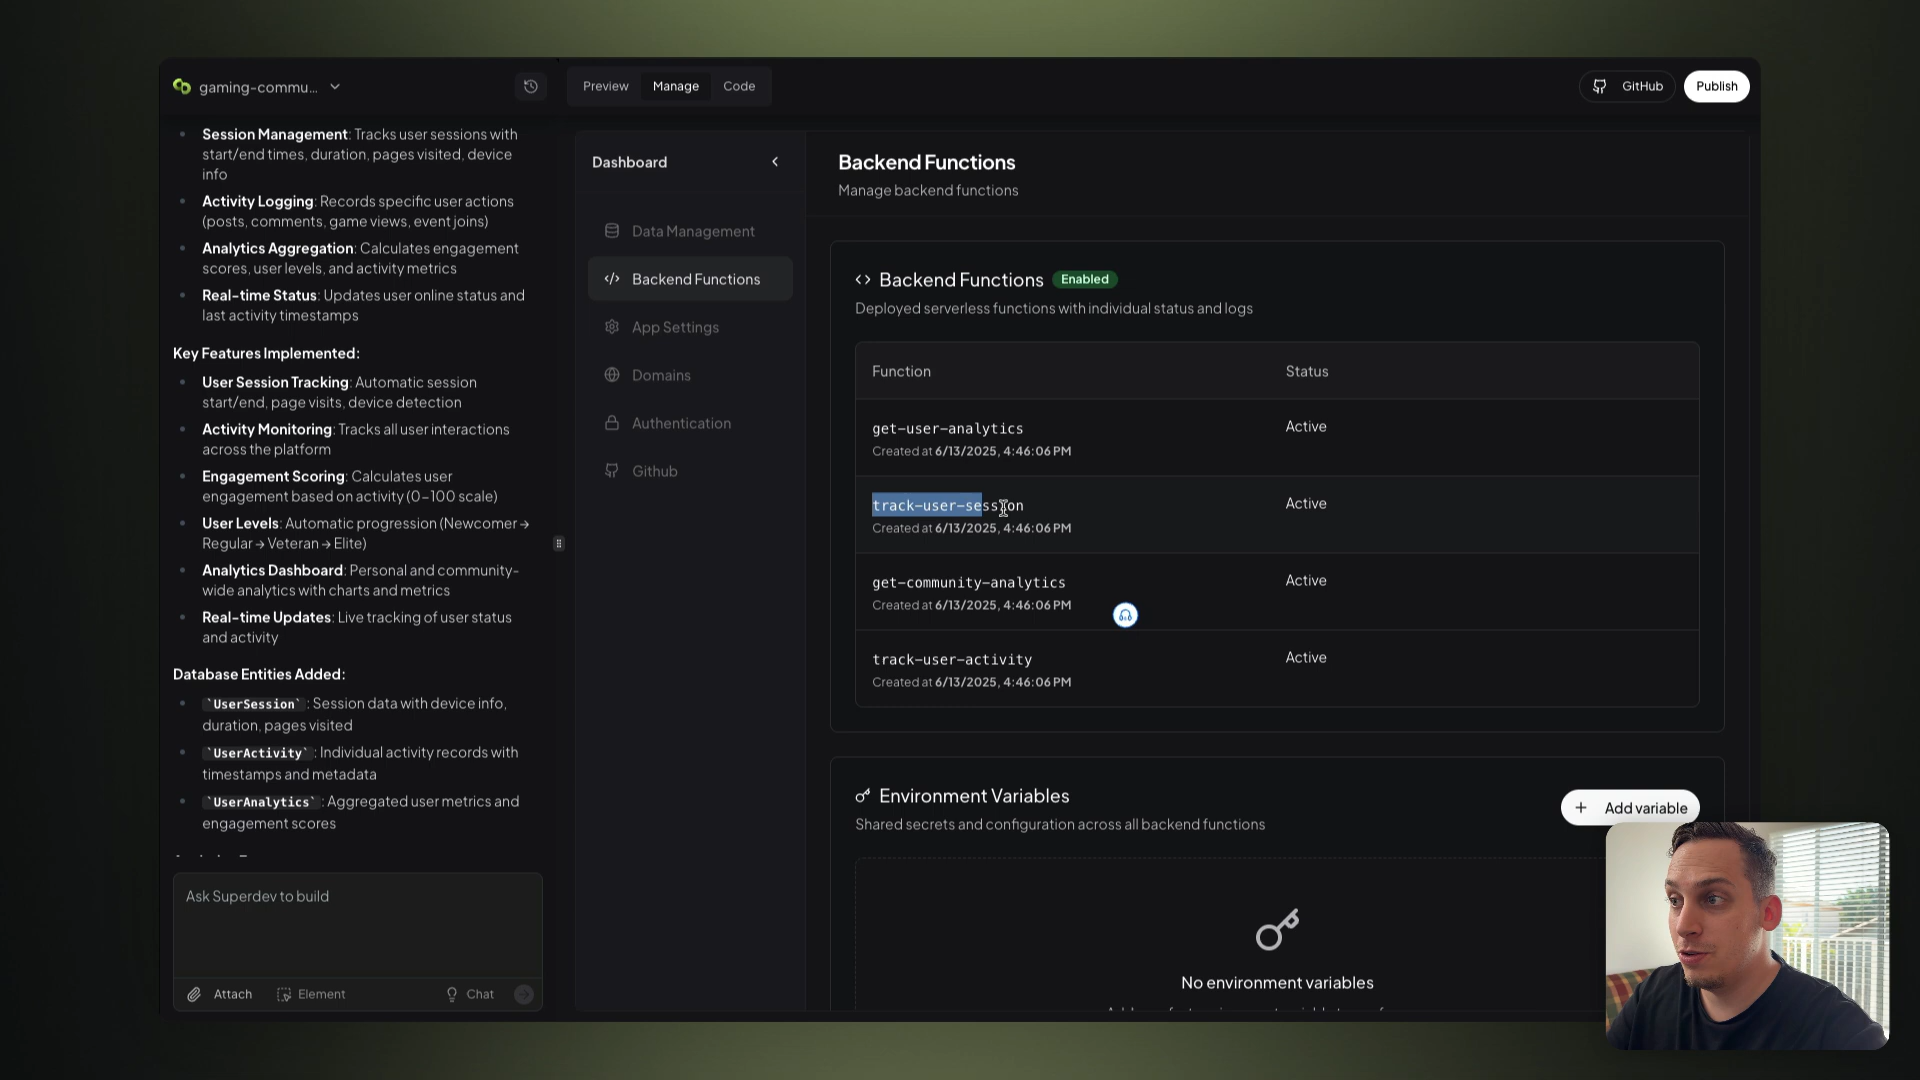 gaming-commu...
Preview
Manage
Code
GitHub
Publish
Session Management: Tracks user sessions with
start/end times, duration, pages visited, device
info
Activity Logging: Records specific user actions
(posts, comments, game views, event joins)
Analytics Aggregation: Calculates engagement
scores, user levels, and activity metrics
Real-time Status: Updates user online status and
last activity timestamps
Key Features Implemented:
User Session Tracking: Automatic session
start/end, page visits, device detection
Activity Monitoring: Tracks all user interactions
across the platform
Engagement Scoring: Calculates user
engagement based on activity (0-100 scale)
User Levels: Automatic progression (Newcomer →
Regular → Veteran → Elite)
Analytics Dashboard: Personal and community-
wide analytics with charts and metrics
Real-time Updates: Live tracking of user status
and activity
Database Entities Added:
`UserSession`: Session data with device info,
duration, pages visited
`UserActivity`: Individual activity records with
timestamps and metadata
`UserAnalytics`: Aggregated user metrics and
engagement scores
Ask Superdev to build
Attach
Element
Chat
Dashboard
Data Management
Backend Functions
App Settings
Domains
Authentication
Github
Backend Functions
Manage backend functions
Backend Functions Enabled
Deployed serverless functions with individual status and logs
Function Status
get-user-analytics Active
Created at 6/13/2025, 4:46:06 PM
track-user-session Active
Created at 6/13/2025, 4:46:06 PM
get-community-analytics Active
Created at 6/13/2025, 4:46:06 PM
track-user-activity Active
Created at 6/13/2025, 4:46:06 PM
Environment Variables
Shared secrets and configuration across all backend functions
+ Add variable
No environment variables